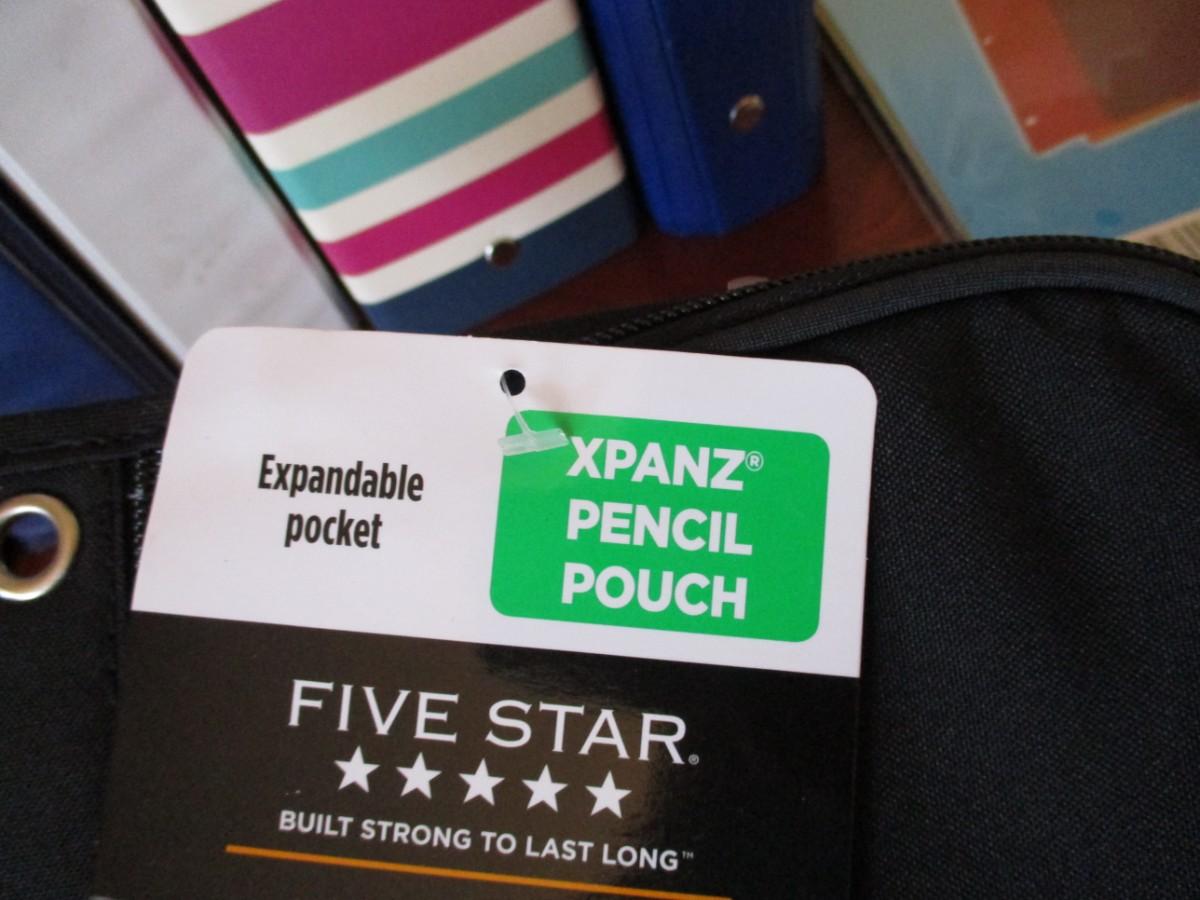 Expandable
pocket
XPANZ®
PENCIL
POUCH
FIVE STAR®
BUILT STRONG TO LAST LONG™